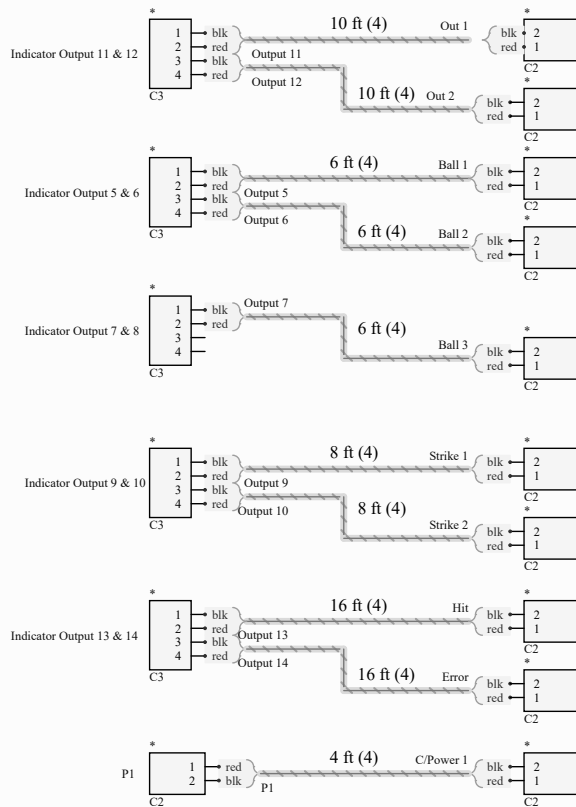 *
Indicator Output 11 & 12
1 blk
2 red
3 blk
4 red
C3
Output 11
Output 12
10 ft (4)
Out 1
*
blk 2
red 1
C2
10 ft (4)
Out 2
*
blk 2
red 1
C2
*
Indicator Output 5 & 6
1 blk
2 red
3 blk
4 red
C3
Output 5
Output 6
6 ft (4)
Ball 1
*
blk 2
red 1
C2
6 ft (4)
Ball 2
*
blk 2
red 1
C2
*
Indicator Output 7 & 8
1 blk
2 red
3
4
C3
Output 7
6 ft (4)
Ball 3
*
blk 2
red 1
C2
*
Indicator Output 9 & 10
1 blk
2 red
3 blk
4 red
C3
Output 9
Output 10
8 ft (4)
Strike 1
*
blk 2
red 1
C2
8 ft (4)
Strike 2
*
blk 2
red 1
C2
*
Indicator Output 13 & 14
1 blk
2 red
3 blk
4 red
C3
Output 13
Output 14
16 ft (4)
Hit
*
blk 2
red 1
C2
16 ft (4)
Error
*
blk 2
red 1
C2
*
P1
1 red
2 blk
C2
P1
4 ft (4)
C/Power 1
*
blk 2
red 1
C2